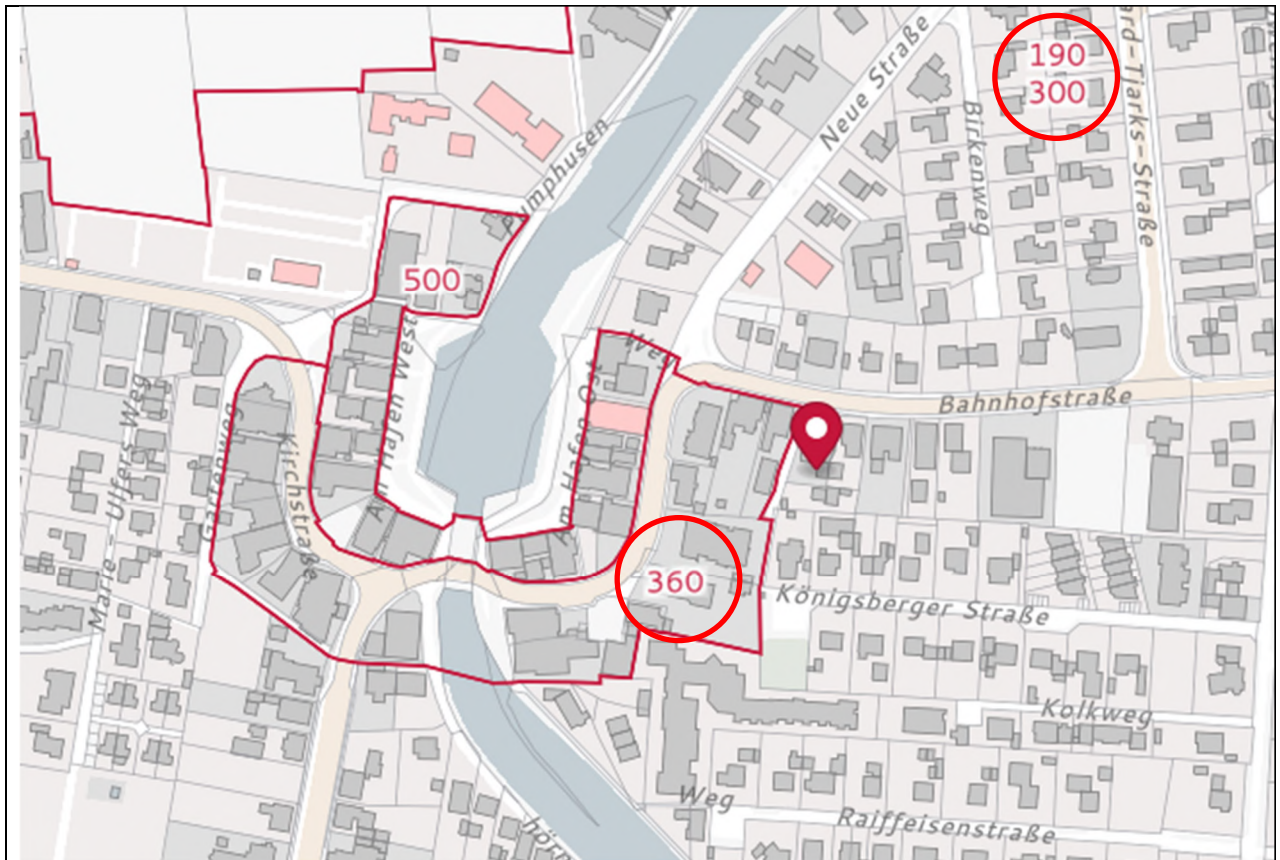 190
300
ard-Tjarks-Straße
Neue Straße
Birkenweg
Pumphusen
500
Weg
Am Hafen West
Am Hafen Ost
Bahnhofstraße
Marie-Ulfers-Weg
Gartenweg
Kirchstraße
360
Königsberger Straße
Kolkweg
Weg
Raiffeisenstraße
hörn